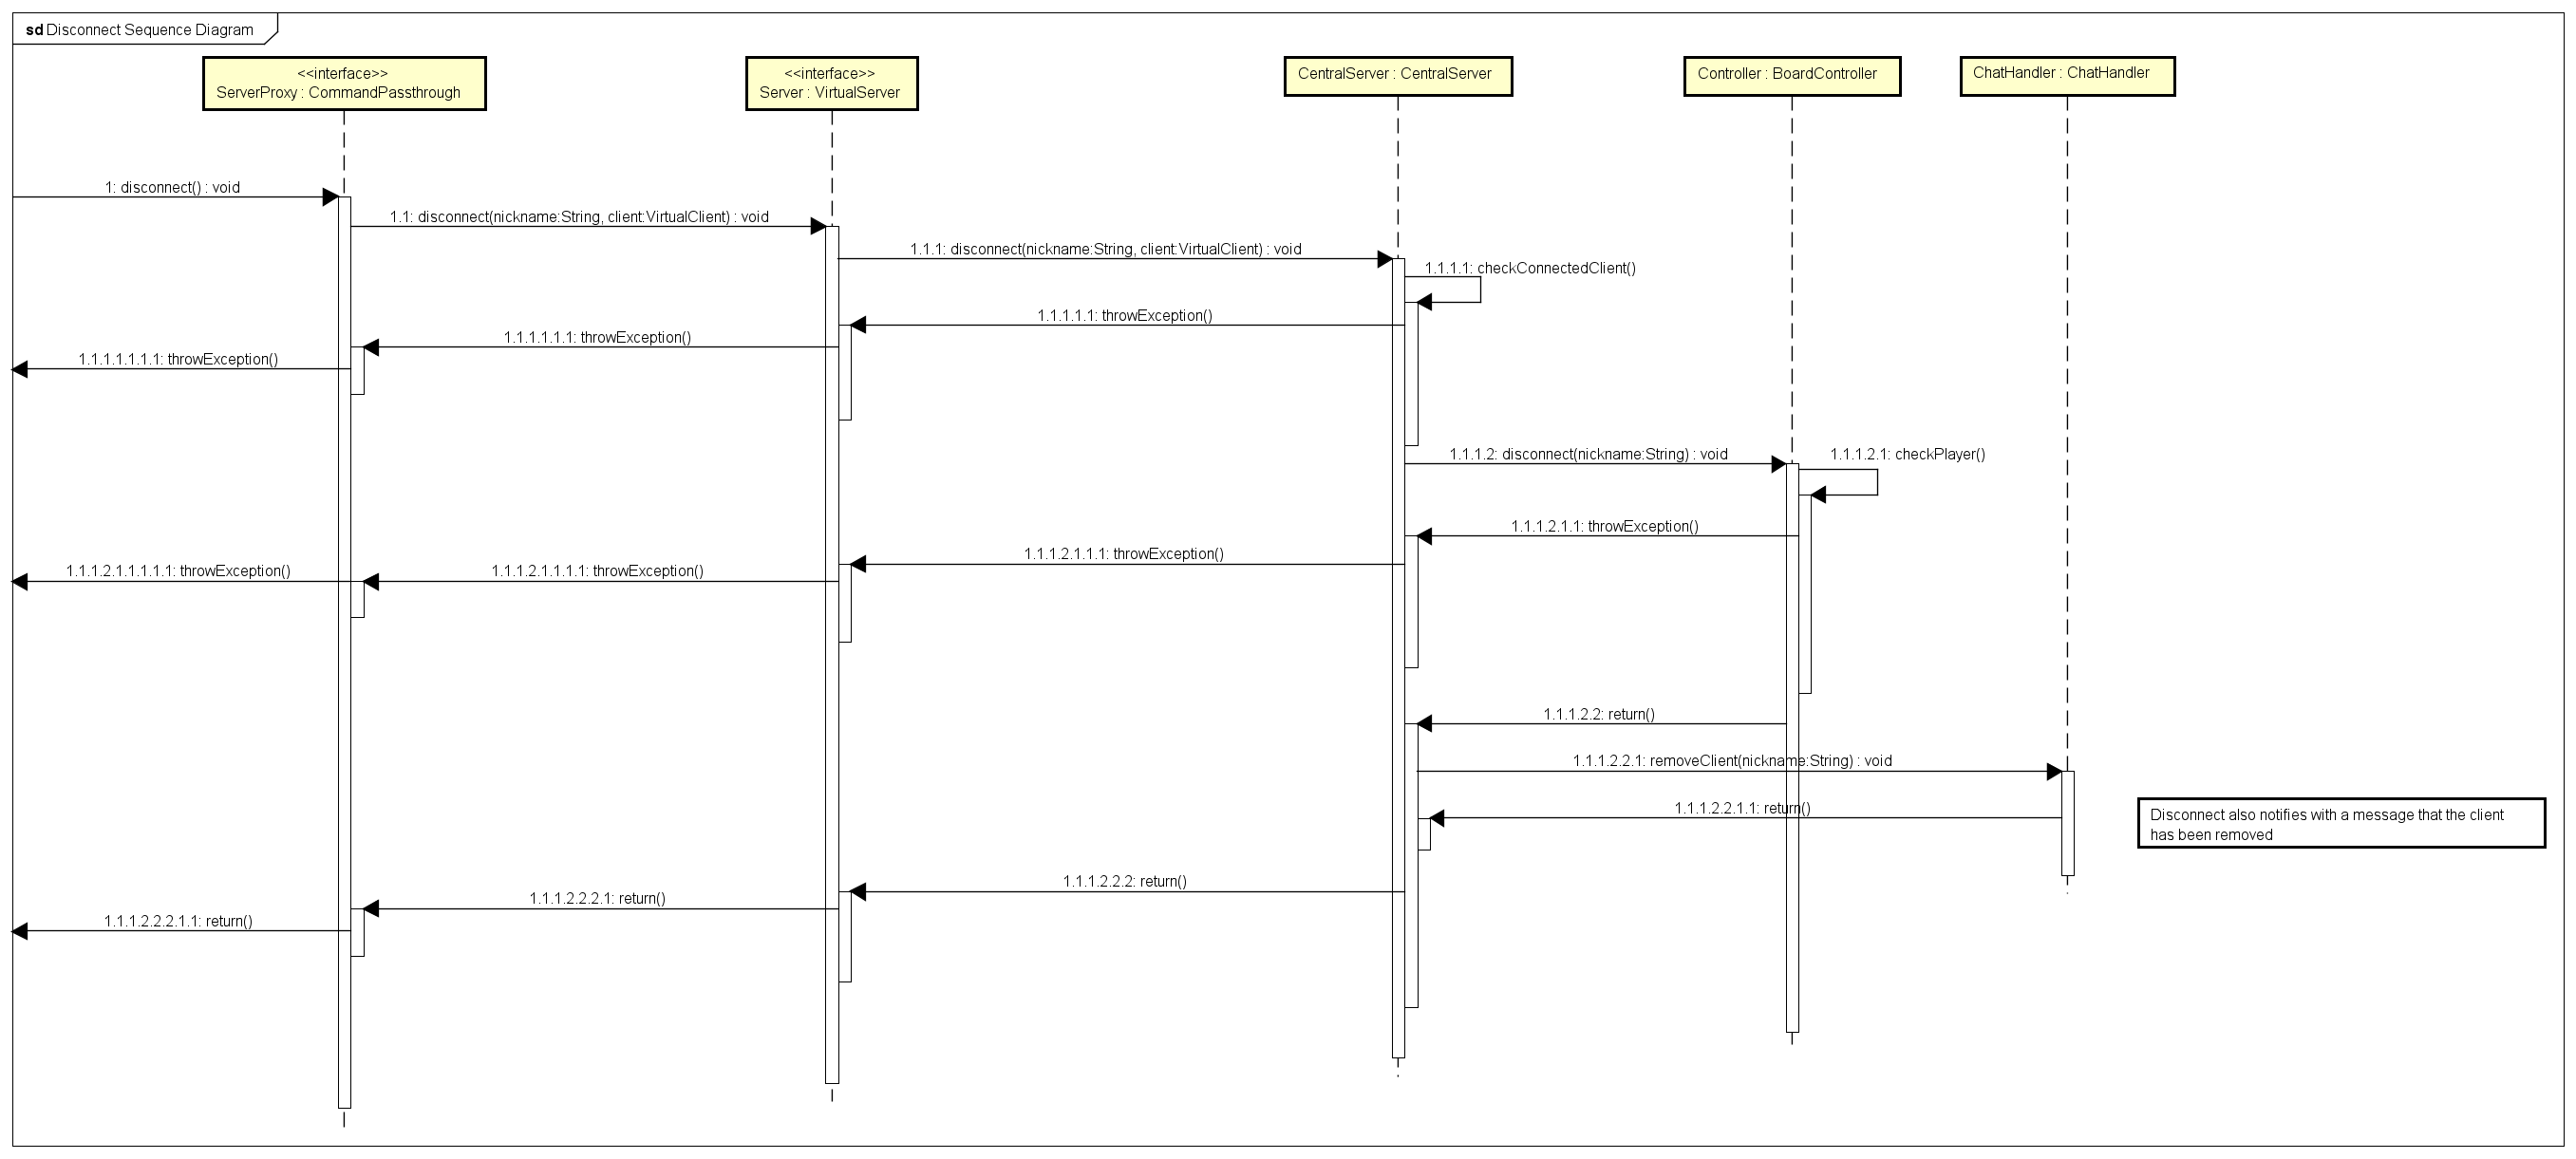 sd Disconnect Sequence Diagram
<<interface>>
ServerProxy : CommandPassthrough
<<interface>>
Server : VirtualServer
CentralServer : CentralServer
Controller : BoardController
ChatHandler : ChatHandler
1: disconnect() : void
1.1: disconnect(nickname:String, client:VirtualClient) : void
1.1.1: disconnect(nickname:String, client:VirtualClient) : void
1.1.1.1: checkConnectedClient()
1.1.1.1.1: throwException()
1.1.1.1.1.1: throwException()
1.1.1.1.1.1.1: throwException()
1.1.1.2: disconnect(nickname:String) : void
1.1.1.2.1: checkPlayer()
1.1.1.2.1.1: throwException()
1.1.1.2.1.1.1: throwException()
1.1.1.2.1.1.1.1: throwException()
1.1.1.2.1.1.1.1.1: throwException()
1.1.1.2.2: return()
1.1.1.2.2.1: removeClient(nickname:String) : void
1.1.1.2.2.1.1: return()
Disconnect also notifies with a message that the client
has been removed
1.1.1.2.2.2: return()
1.1.1.2.2.2.1: return()
1.1.1.2.2.2.1.1: return()